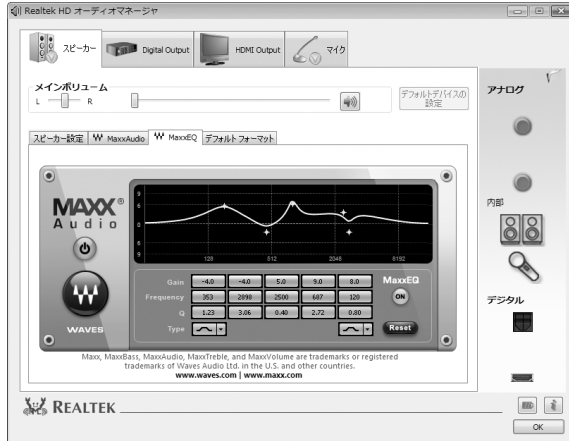 Realtek HD オーディオマネージャ
スピーカー
Digital Output
HDMI Output
マイク
メインボリューム
L
R
デフォルトデバイスの
設定
スピーカー設定
MaxxAudio
MaxxEQ
デフォルト フォーマット
MAXX®
Audio
WAVES
9
6
0
6
9
128
512
2048
8192
Gain -4.0 -4.0 5.0 9.0 8.0
Frequency 353 2898 2500 687 120
Q 1.23 3.06 0.40 2.72 0.80
Type
MaxxEQ
ON
Reset
Maxx, MaxxBass, MaxxAudio, MaxxTreble, and MaxxVolume are trademarks or registered
trademarks of Waves Audio Ltd. in the U.S. and other countries.
www.waves.com | www.maxx.com
アナログ
内部
デジタル
REALTEK
OK